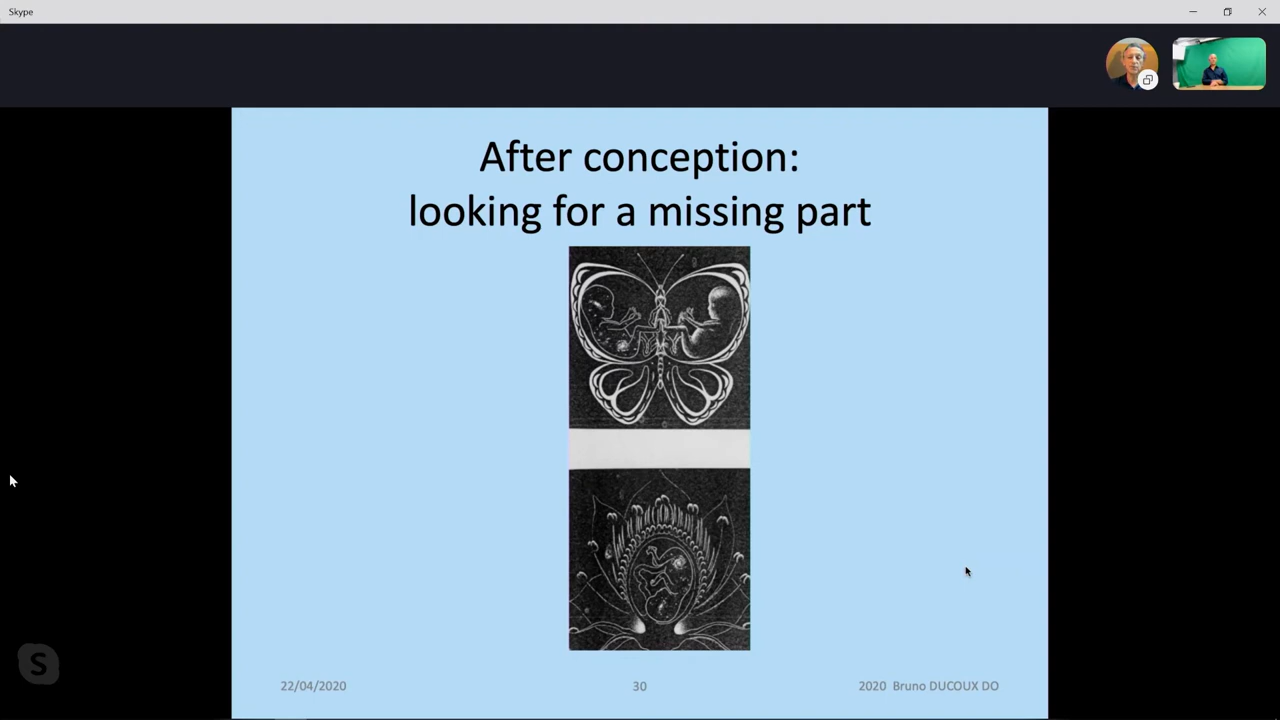 Skype
After conception:
looking for a missing part
22/04/2020
30
2020 Bruno DUCOUX DO
S